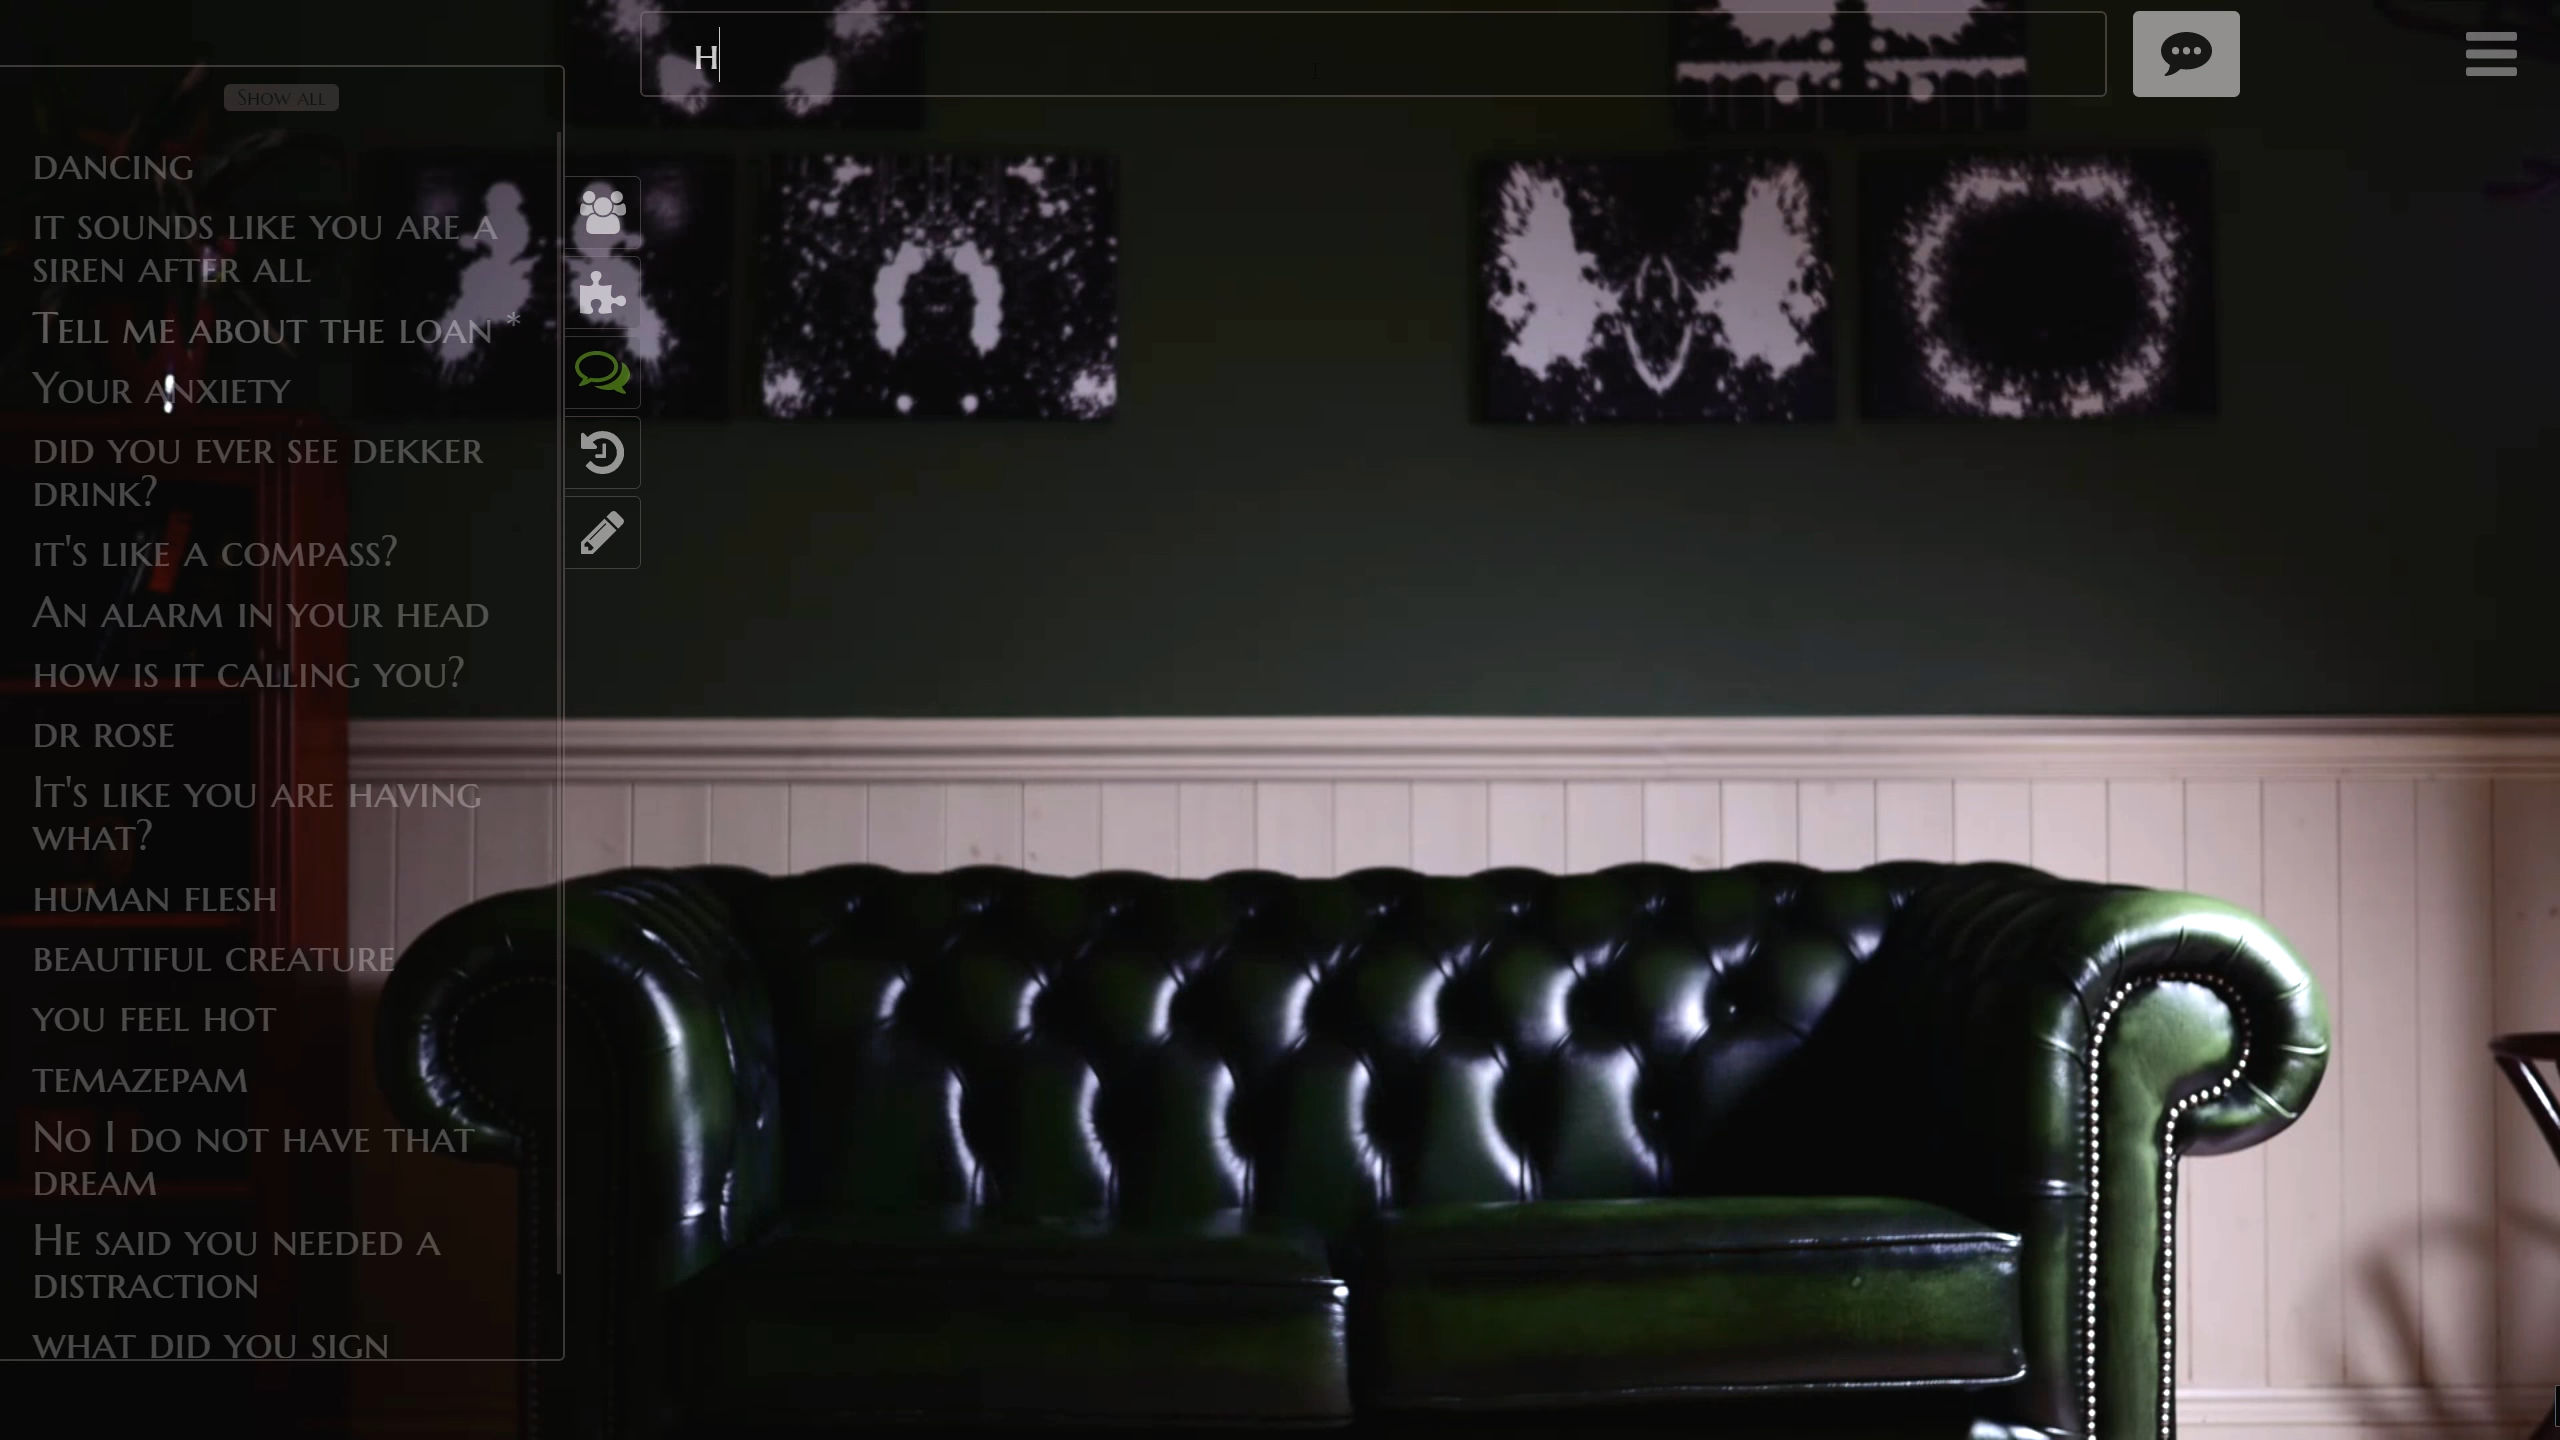 H
Show all
dancing
it sounds like you are a
siren after all
Tell me about the loan *
Your anxiety
did you ever see dekker
drink?
it's like a compass?
An alarm in your head
how is it calling you?
dr rose
It's like you are having
what?
human flesh
beautiful creature
you feel hot
temazepam
No I do not have that
dream
He said you needed a
distraction
what did you sign